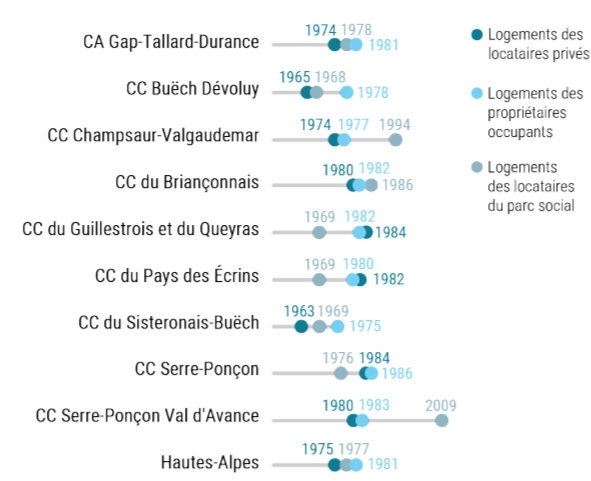 1974 1978
CA Gap-Tallard-Durance
1981
1965 1968
CC Buëch Dévoluy
1978
1974 1977 1994
CC Champsaur-Valgaudemar
1980 1982
CC du Briançonnais
1986
1969 1982
CC du Guillestrois et du Queyras
1984
1969 1980
CC du Pays des Écrins
1982
1963 1969
CC du Sisteronais-Buëch
1975
1976 1984
CC Serre-Ponçon
1986
1980 1983 2009
CC Serre-Ponçon Val d'Avance
1975 1977
Hautes-Alpes
1981
Logements des
locataires privés
Logements des
propriétaires
occupants
Logements
des locataires
du parc social